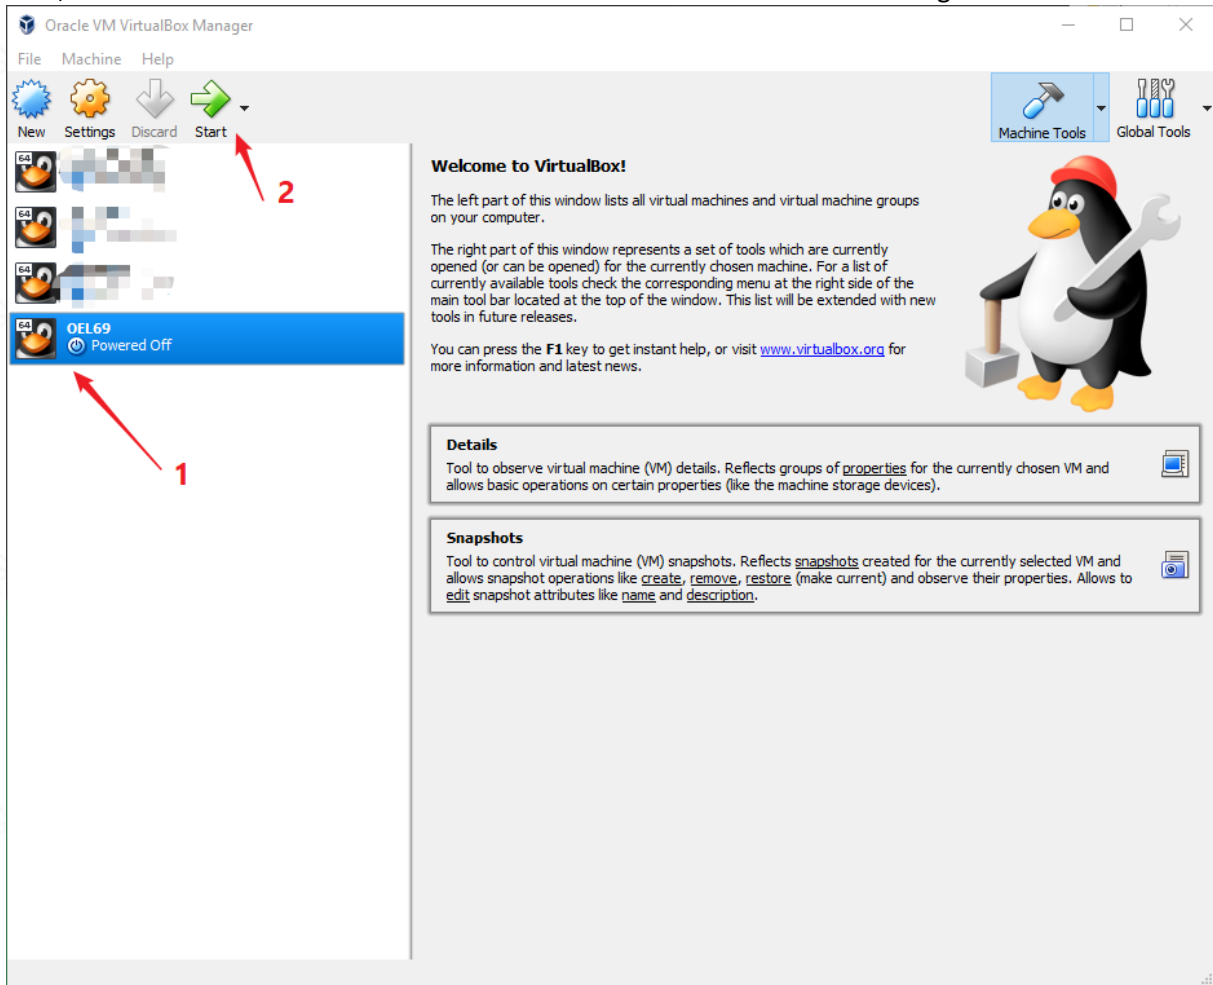 Oracle VM VirtualBox Manager
File Machine Help
New Settings Discard Start
Machine Tools Global Tools
2
64
64
64
64 OEL69
Powered Off
1
Welcome to VirtualBox!
The left part of this window lists all virtual machines and virtual machine groups
on your computer.
The right part of this window represents a set of tools which are currently
opened (or can be opened) for the currently chosen machine. For a list of
currently available tools check the corresponding menu at the right side of the
main tool bar located at the top of the window. This list will be extended with new
tools in future releases.
You can press the F1 key to get instant help, or visit www.virtualbox.org for
more information and latest news.
Details
Tool to observe virtual machine (VM) details. Reflects groups of properties for the currently chosen VM and
allows basic operations on certain properties (like the machine storage devices).
Snapshots
Tool to control virtual machine (VM) snapshots. Reflects snapshots created for the currently selected VM and
allows snapshot operations like create, remove, restore (make current) and observe their properties. Allows to
edit snapshot attributes like name and description.